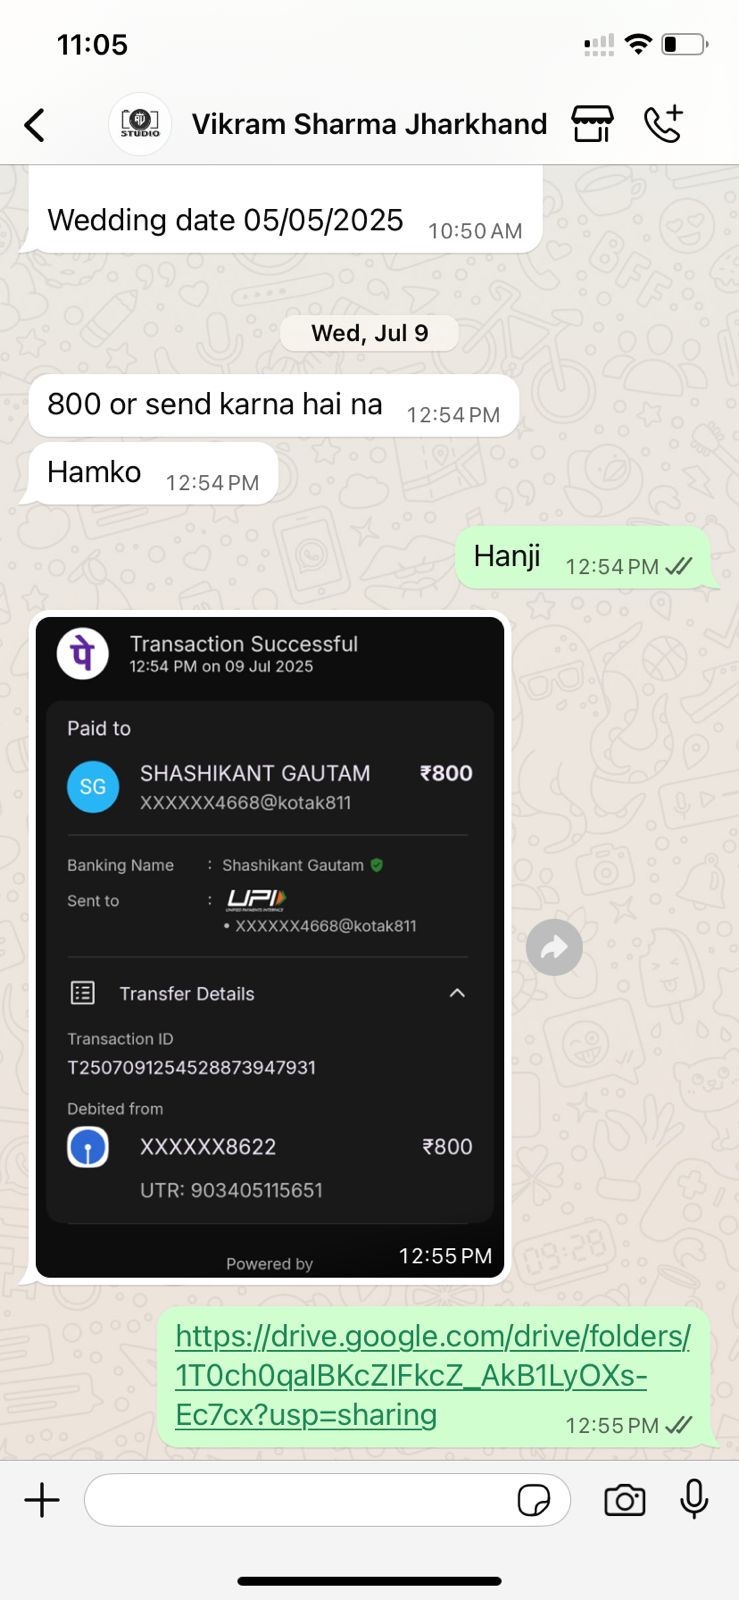 11:05
STUDIO
Vikram Sharma Jharkhand
Wedding date 05/05/2025 10:50 AM
Wed, Jul 9
800 or send karna hai na 12:54 PM
Hamko 12:54 PM
Hanji 12:54 PM
पे Transaction Successful
12:54 PM on 09 Jul 2025
Paid to
SG SHASHIKANT GAUTAM ₹800
XXXXXX4668@kotak811
Banking Name : Shashikant Gautam
Sent to : UPI
UNIFIED PAYMENTS INTERFACE
• XXXXXX4668@kotak811
Transfer Details
Transaction ID
T2507091254528873947931
Debited from
XXXXXX8622 ₹800
UTR: 903405115651
Powered by 12:55 PM
https://drive.google.com/drive/folders/
1T0ch0qaIBKcZIFkcZ_AkB1LyOXs-
Ec7cx?usp=sharing 12:55 PM